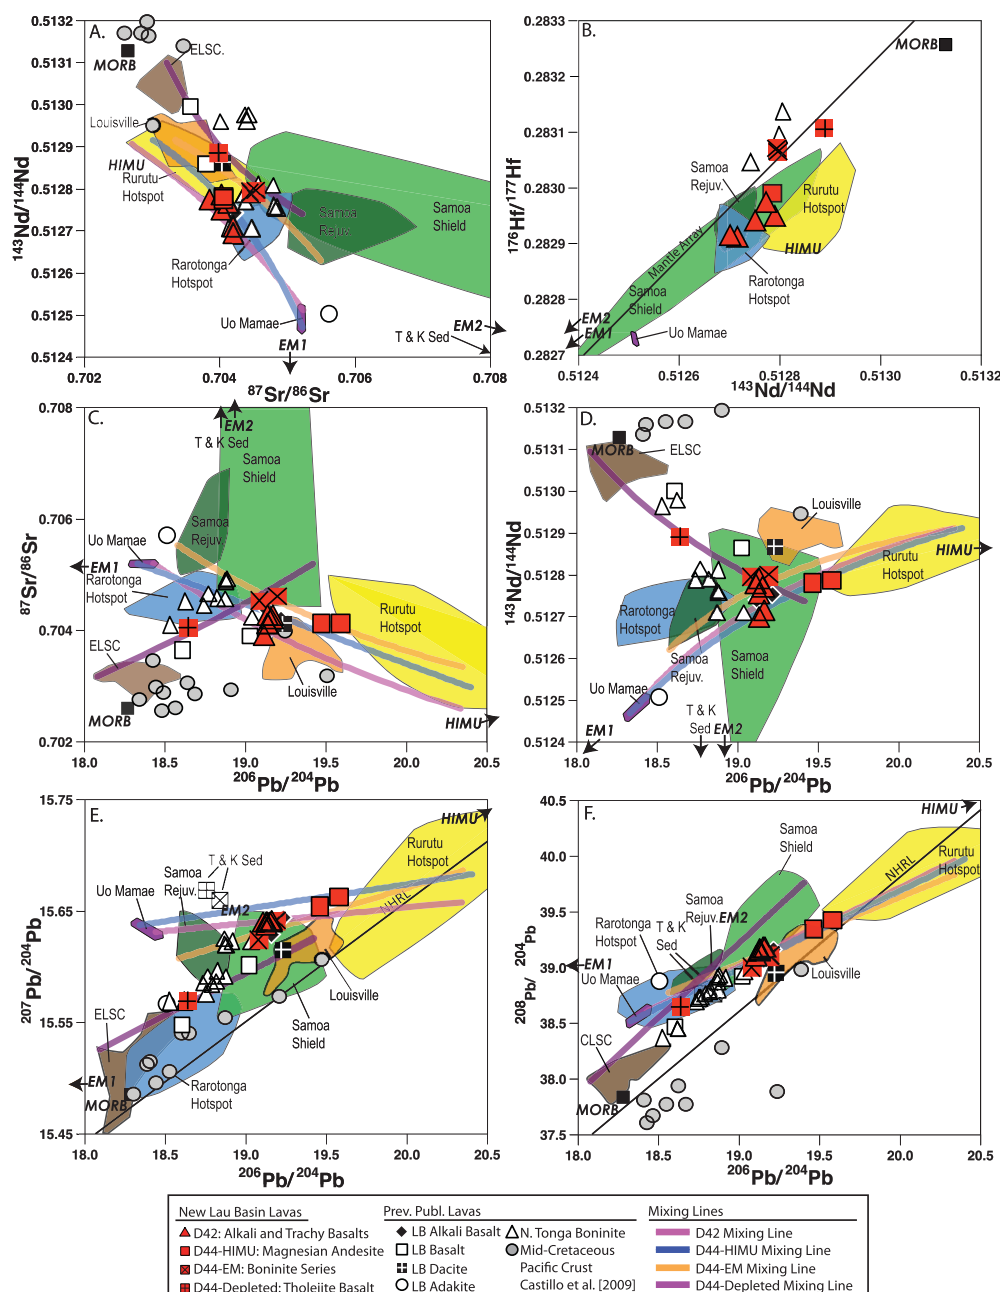 A.
0.5132
0.5131
0.5130
0.5129
0.5128
0.5127
0.5126
0.5125
0.5124
143Nd/144Nd
0.702
0.704
0.706
0.708
87Sr/86Sr
MORB
ELSC.
Louisville
HIMU
Rurutu
Hotspot
Rarotonga
Hotspot
Uo Mamae
EM1
EM2
T & K Sed
Samoa
Rejuv.
Samoa
Shield
B.
0.2833
0.2832
0.2831
0.2830
0.2829
0.2828
0.2827
176Hf/177Hf
0.5124
0.5126
0.5128
0.5130
0.5132
143Nd/144Nd
MORB
Samoa
Rejuv.
Rurutu
Hotspot
HIMU
Mantle Array
Rarotonga
Hotspot
Samoa
Shield
EM2
EM1
Uo Mamae
C.
0.708
0.706
0.704
0.702
87Sr/86Sr
18.0
18.5
19.0
19.5
20.0
20.5
206Pb/204Pb
EM2
T & K Sed
Samoa
Shield
Samoa
Rejuv.
Uo Mamae
EM1
Rarotonga
Hotspot
ELSC
MORB
Louisville
Rurutu
Hotspot
HIMU
D.
0.5132
0.5131
0.5130
0.5129
0.5128
0.5127
0.5126
0.5125
0.5124
143Nd/144Nd
18.0
18.5
19.0
19.5
20.0
20.5
206Pb/204Pb
MORB
ELSC
Louisville
HIMU
Rurutu
Hotspot
Rarotonga
Hotspot
Samoa
Rejuv.
Samoa
Shield
Uo Mamae
EM1
T & K
Sed
EM2
E.
15.75
15.65
15.55
15.45
207Pb/204Pb
18.0
18.5
19.0
19.5
20.0
20.5
206Pb/204Pb
HIMU
Rurutu
Hotspot
NHRL
T & K Sed
Samoa
Rejuv.
Uo Mamae
EM2
Louisville
Samoa
Shield
ELSC
EM1
MORB
Rarotonga
Hotspot
F.
40.5
40.0
39.5
39.0
38.5
38.0
37.5
208Pb/204Pb
18.0
18.5
19.0
19.5
20.0
20.5
206Pb/204Pb
HIMU
Samoa
Shield
NHRL
Rurutu
Hotspot
Samoa
Rejuv.
EM2
Rarotonga
Hotspot
T & K
Sed
EM1
Uo Mamae
Louisville
CLSC
MORB
New Lau Basin Lavas
D42: Alkali and Trachy Basalts
D44-HIMU: Magnesian Andesite
D44-EM: Boninite Series
D44-Depleted: Tholeiite Basalt
Prev. Publ. Lavas
LB Alkali Basalt
LB Basalt
LB Dacite
LB Adakite
N. Tonga Boninite
Mid-Cretaceous
Pacific Crust
Castillo et al. [2009]
Mixing Lines
D42 Mixing Line
D44-HIMU Mixing Line
D44-EM Mixing Line
D44-Depleted Mixing Line